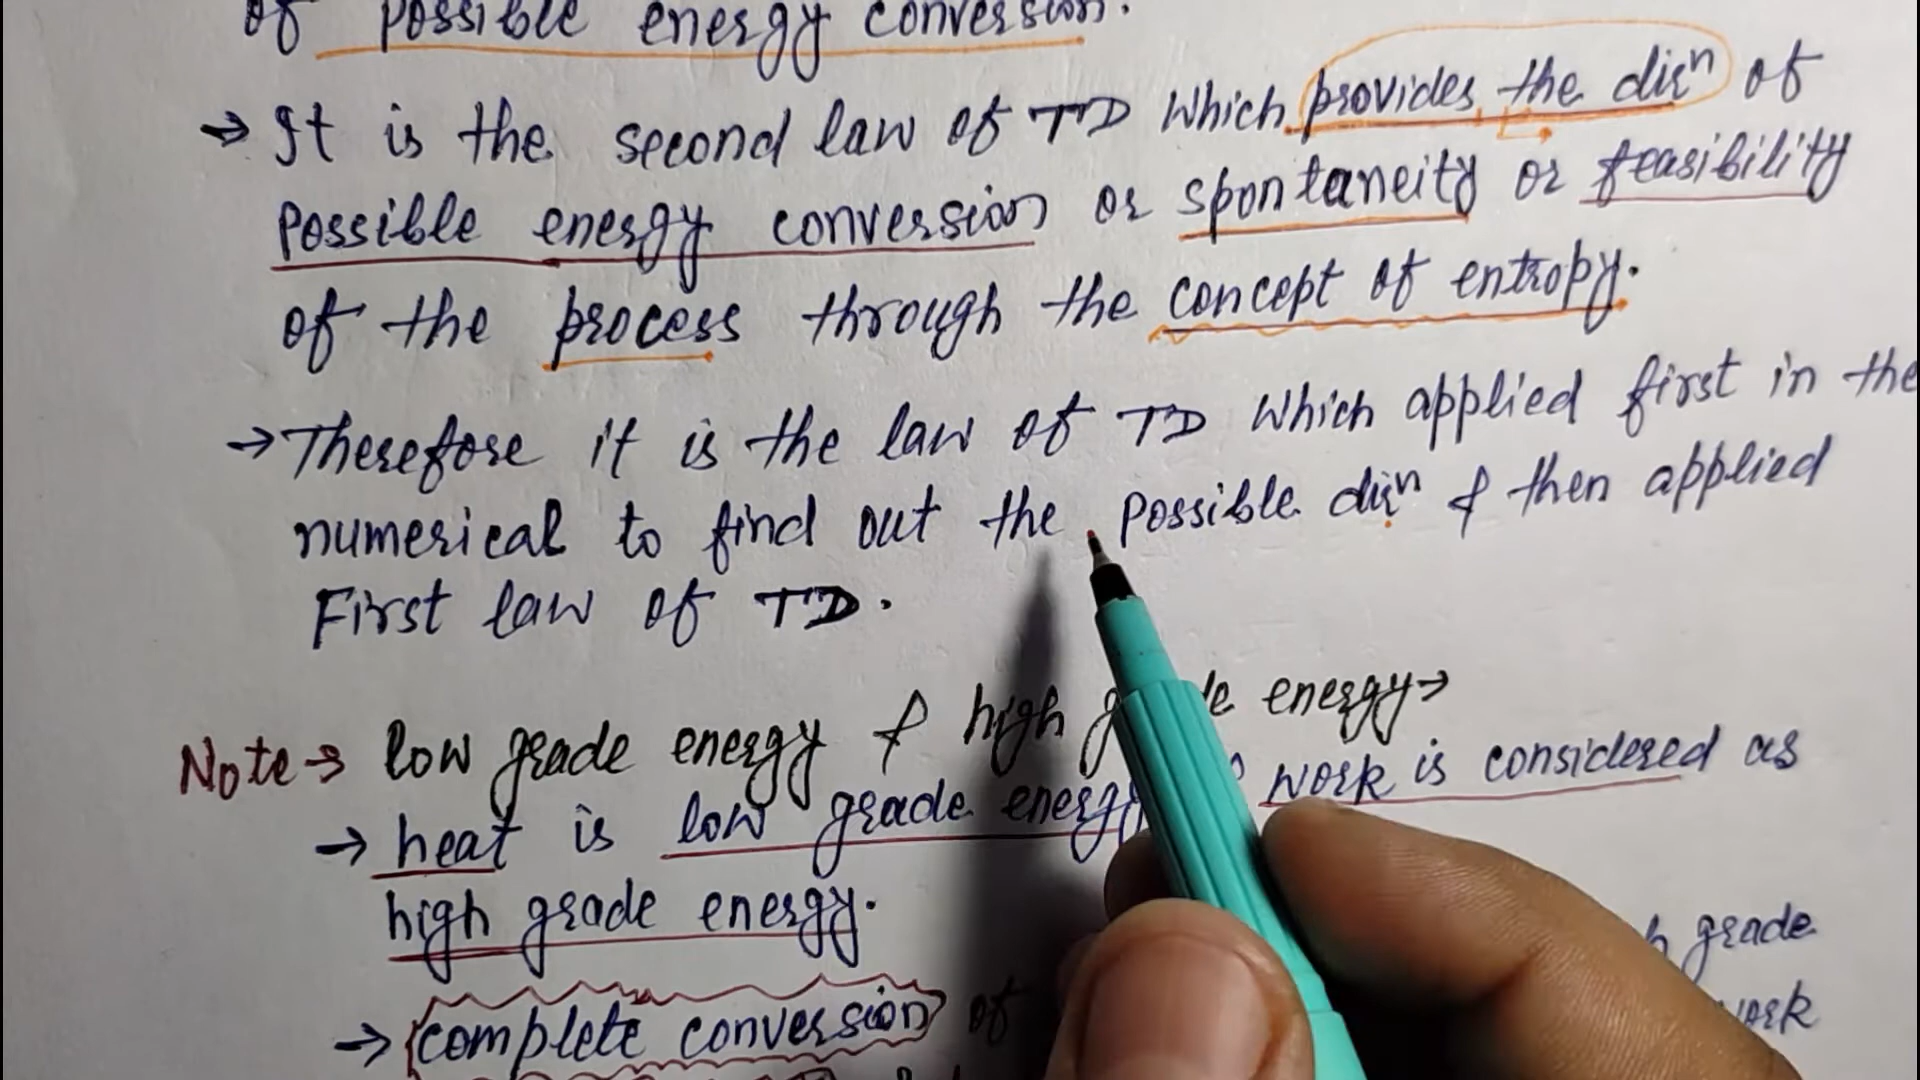 of possible energy conversion.
→ It is the second law of TD which provides the dirⁿ of
possible energy conversion or spontaneity or feasibility
of the process through the concept of entropy.
→ Therefore it is the law of TD which applied first in the
numerical to find out the possible dirⁿ & then applied
First law of TD.
Note → low grade energy & high energy →
→ heat is low grade energy work is considered as
high grade energy.
grade
→ complete conversion of work